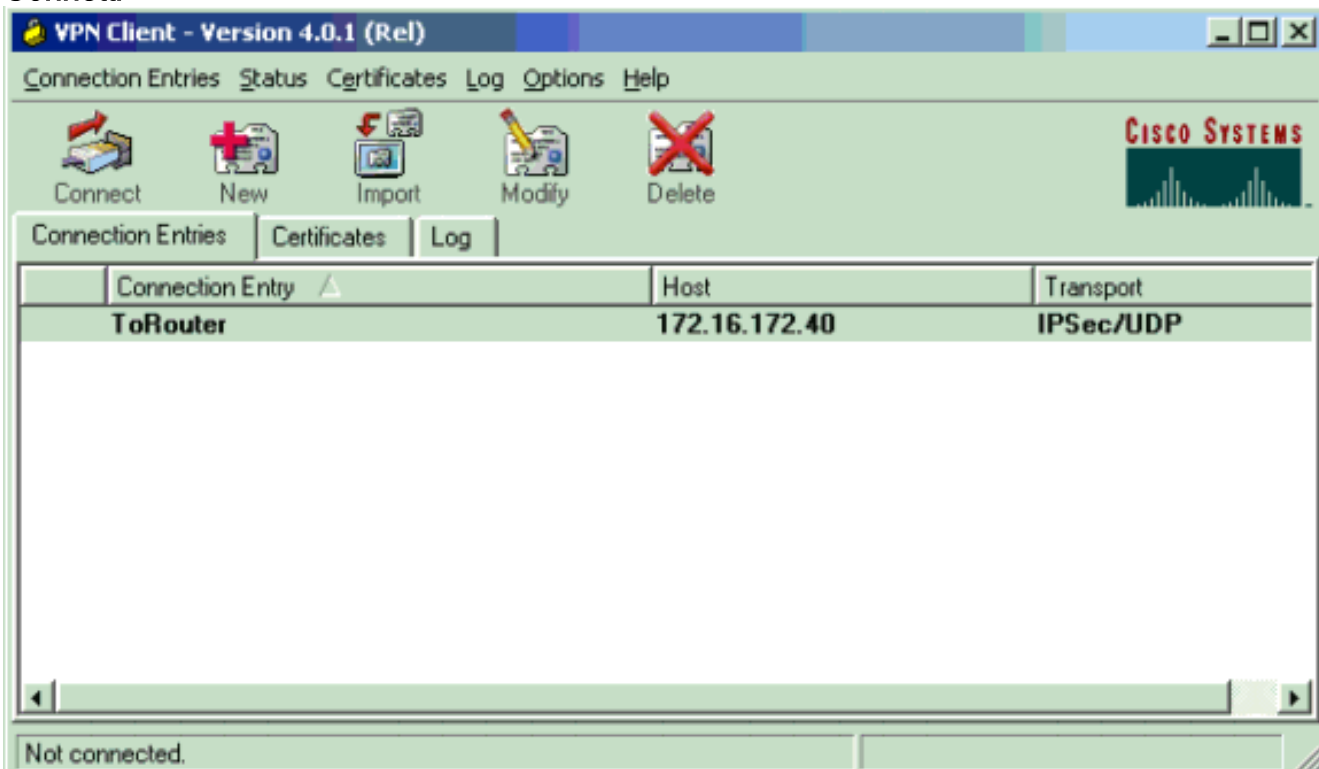 VPN Client - Version 4.0.1 (Rel)
Connection Entries Status Certificates Log Options Help
CISCO SYSTEMS
Connect New Import Modify Delete
Connection Entries Certificates Log
Connection Entry Host Transport
ToRouter 172.16.172.40 IPSec/UDP
Not connected.